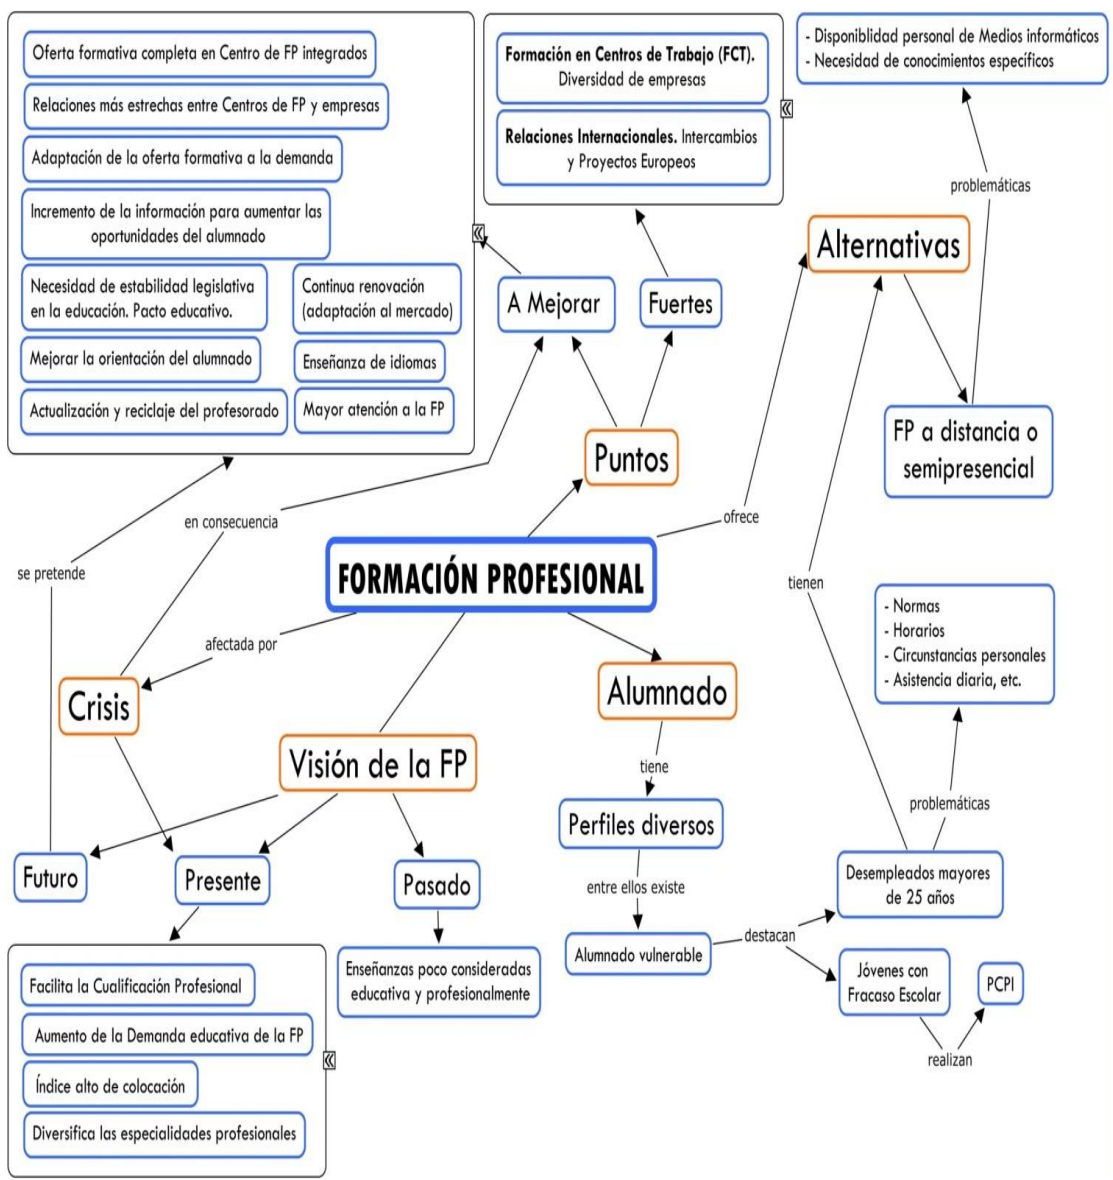 Oferta formativa completa en Centro de FP integrados
Relaciones más estrechas entre Centros de FP y empresas
Adaptación de la oferta formativa a la demanda
Incremento de la información para aumentar las
oportunidades del alumnado
Necesidad de estabilidad legislativa
en la educación. Pacto educativo.
Continua renovación
(adaptación al mercado)
Mejorar la orientación del alumnado
Enseñanza de idiomas
Actualización y reciclaje del profesorado
Mayor atención a la FP
Formación en Centros de Trabajo (FCT).
Diversidad de empresas
Relaciones Internacionales. Intercambios
y Proyectos Europeos
- Disponiblidad personal de Medios informáticos
- Necesidad de conocimientos específicos
problemáticas
Alternativas
A Mejorar
Fuertes
Puntos
FP a distancia o
semipresencial
en consecuencia
ofrece
se pretende
FORMACIÓN PROFESIONAL
tienen
- Normas
- Horarios
- Circunstancias personales
- Asistencia diaria, etc.
afectada por
Crisis
Alumnado
Visión de la FP
tiene
problemáticas
Perfiles diversos
Futuro
Presente
Pasado
entre ellos existe
Desempleados mayores
de 25 años
destacan
Alumnado vulnerable
Enseñanzas poco consideradas
educativa y profesionalmente
Jóvenes con
Fracaso Escolar
PCPI
realizan
Facilita la Cualificación Profesional
Aumento de la Demanda educativa de la FP
Índice alto de colocación
Diversifica las especialidades profesionales